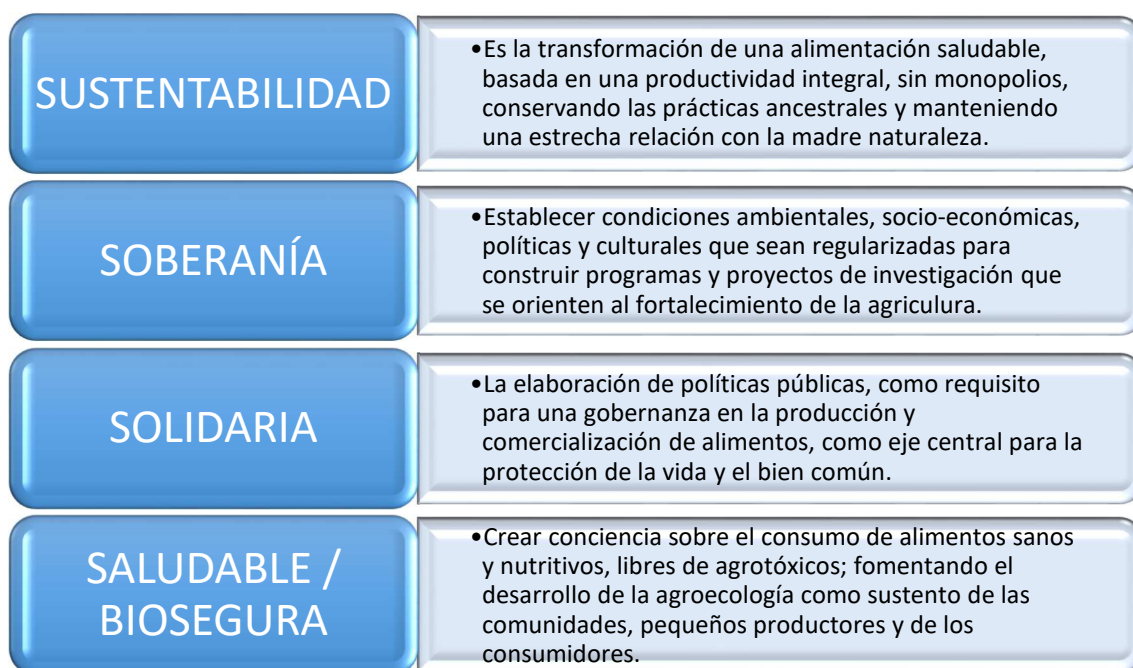 SUSTENTABILIDAD
•Es la transformación de una alimentación saludable,
basada en una productividad integral, sin monopolios,
conservando las prácticas ancestrales y manteniendo
una estrecha relación con la madre naturaleza.
SOBERANÍA
•Establecer condiciones ambientales, socio-económicas,
políticas y culturales que sean regularizadas para
construir programas y proyectos de investigación que
se orienten al fortalecimiento de la agriculura.
SOLIDARIA
•La elaboración de políticas públicas, como requisito
para una gobernanza en la producción y
comercialización de alimentos, como eje central para la
protección de la vida y el bien común.
SALUDABLE /
BIOSEGURA
•Crear conciencia sobre el consumo de alimentos sanos
y nutritivos, libres de agrotóxicos; fomentando el
desarrollo de la agroecología como sustento de las
comunidades, pequeños productores y de los
consumidores.